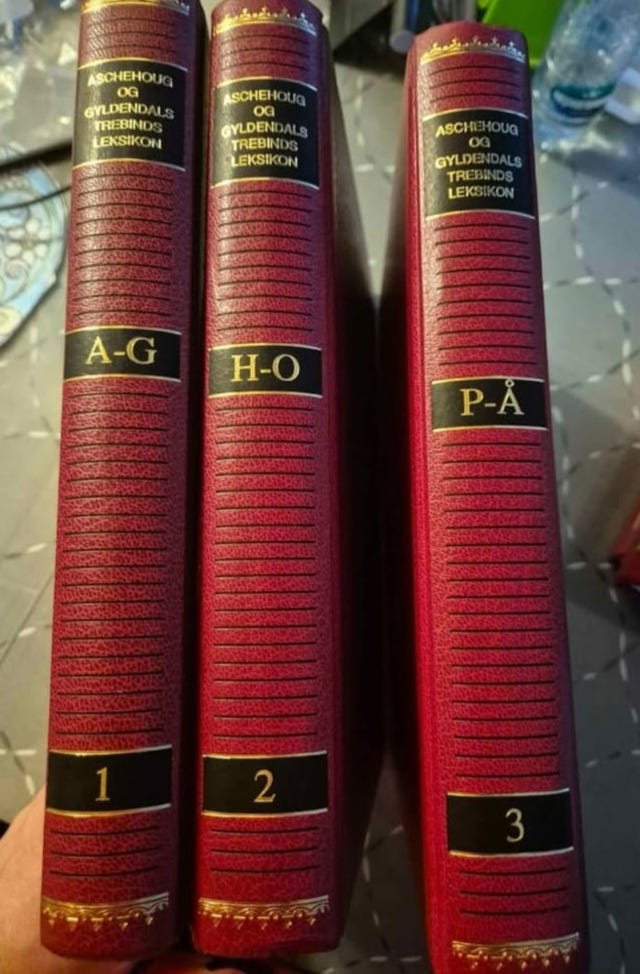 ASCHEHOUG
OG
GYLDENDALS
TREBINDS
LEKSIKON
A-G
1
ASCHEHOUG
OG
GYLDENDALS
TREBINDS
LEKSIKON
H-O
2
ASCHEHOUG
OG
GYLDENDALS
TREBINDS
LEKSIKON
P-Å
3